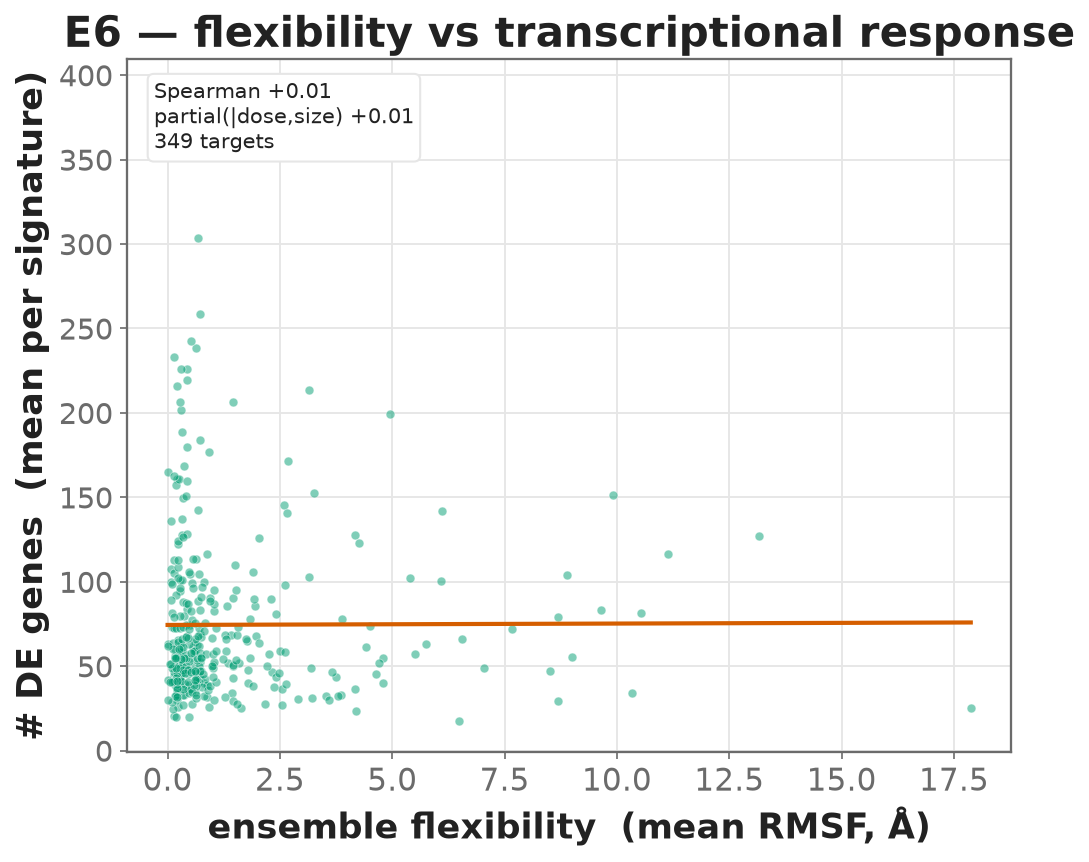 E6 — flexibility vs transcriptional response
Spearman +0.01
partial(|dose,size) +0.01
349 targets
# DE genes  (mean per signature)
400
350
300
250
200
150
100
50
0
0.0 2.5 5.0 7.5 10.0 12.5 15.0 17.5
ensemble flexibility  (mean RMSF, Å)